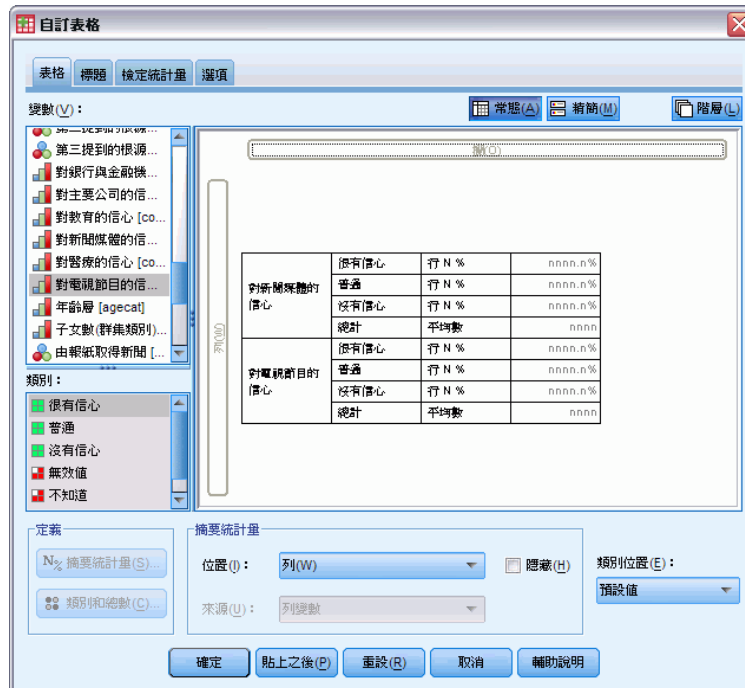 自訂表格
表格 標題 檢定統計量 選項
變數(V)： 常態(A) 精簡(M) 階層(L)
第二提到的根源...
第三提到的根源...
對銀行與金融機...
對主要公司的信...
對教育的信心 [co...
對新聞媒體的信...
對醫療的信心 [co...
對電視節目的信...
年齡層 [agecat]
子女數(群集類別)...
由報紙取得新聞 [...
欄(O)
列(W)
對新聞媒體的信心
很有信心 行 N % nnnn.n%
普通 行 N % nnnn.n%
沒有信心 行 N % nnnn.n%
總計 平均數 nnnn
對電視節目的信心
很有信心 行 N % nnnn.n%
普通 行 N % nnnn.n%
沒有信心 行 N % nnnn.n%
總計 平均數 nnnn
類別：
很有信心
普通
沒有信心
無效值
不知道
定義
N% 摘要統計量(S)...
類別和總數(C)...
摘要統計量
位置(I)： 列(W) 隱藏(H)
來源(U)： 列變數
類別位置(E)：
預設值
確定 貼上之後(P) 重設(R) 取消 輔助說明